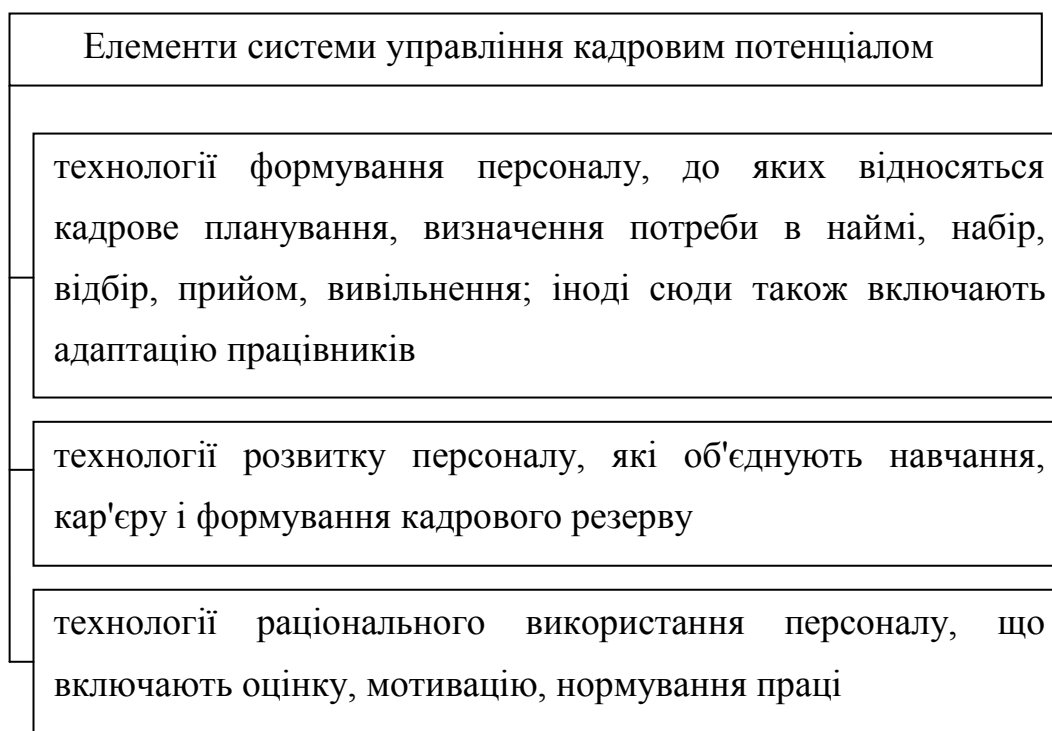 Елементи системи управління кадровим потенціалом
технології формування персоналу, до яких відносяться
кадрове планування, визначення потреби в наймі, набір,
відбір, прийом, вивільнення; іноді сюди також включають
адаптацію працівників
технології розвитку персоналу, які об'єднують навчання,
кар'єру і формування кадрового резерву
технології раціонального використання персоналу, що
включають оцінку, мотивацію, нормування праці